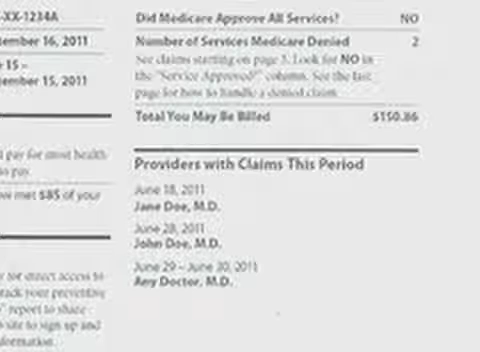 -XX-1234A
tember 16, 2011
15 –
tember 15, 2011
pay for most health
to pay.
met $85 of your
for direct access to
track your preventive
report to share
site to sign up and
formation.
Did Medicare Approve All Services? NO
Number of Services Medicare Denied 2
See claims starting on page 3. Look for NO in
the "Service Approved?" column. See the last
page for how to handle a denied claim.
Total You May Be Billed $150.86
Providers with Claims This Period
June 18, 2011
Jane Doe, M.D.
June 28, 2011
John Doe, M.D.
June 29 – June 30, 2011
Any Doctor, M.D.